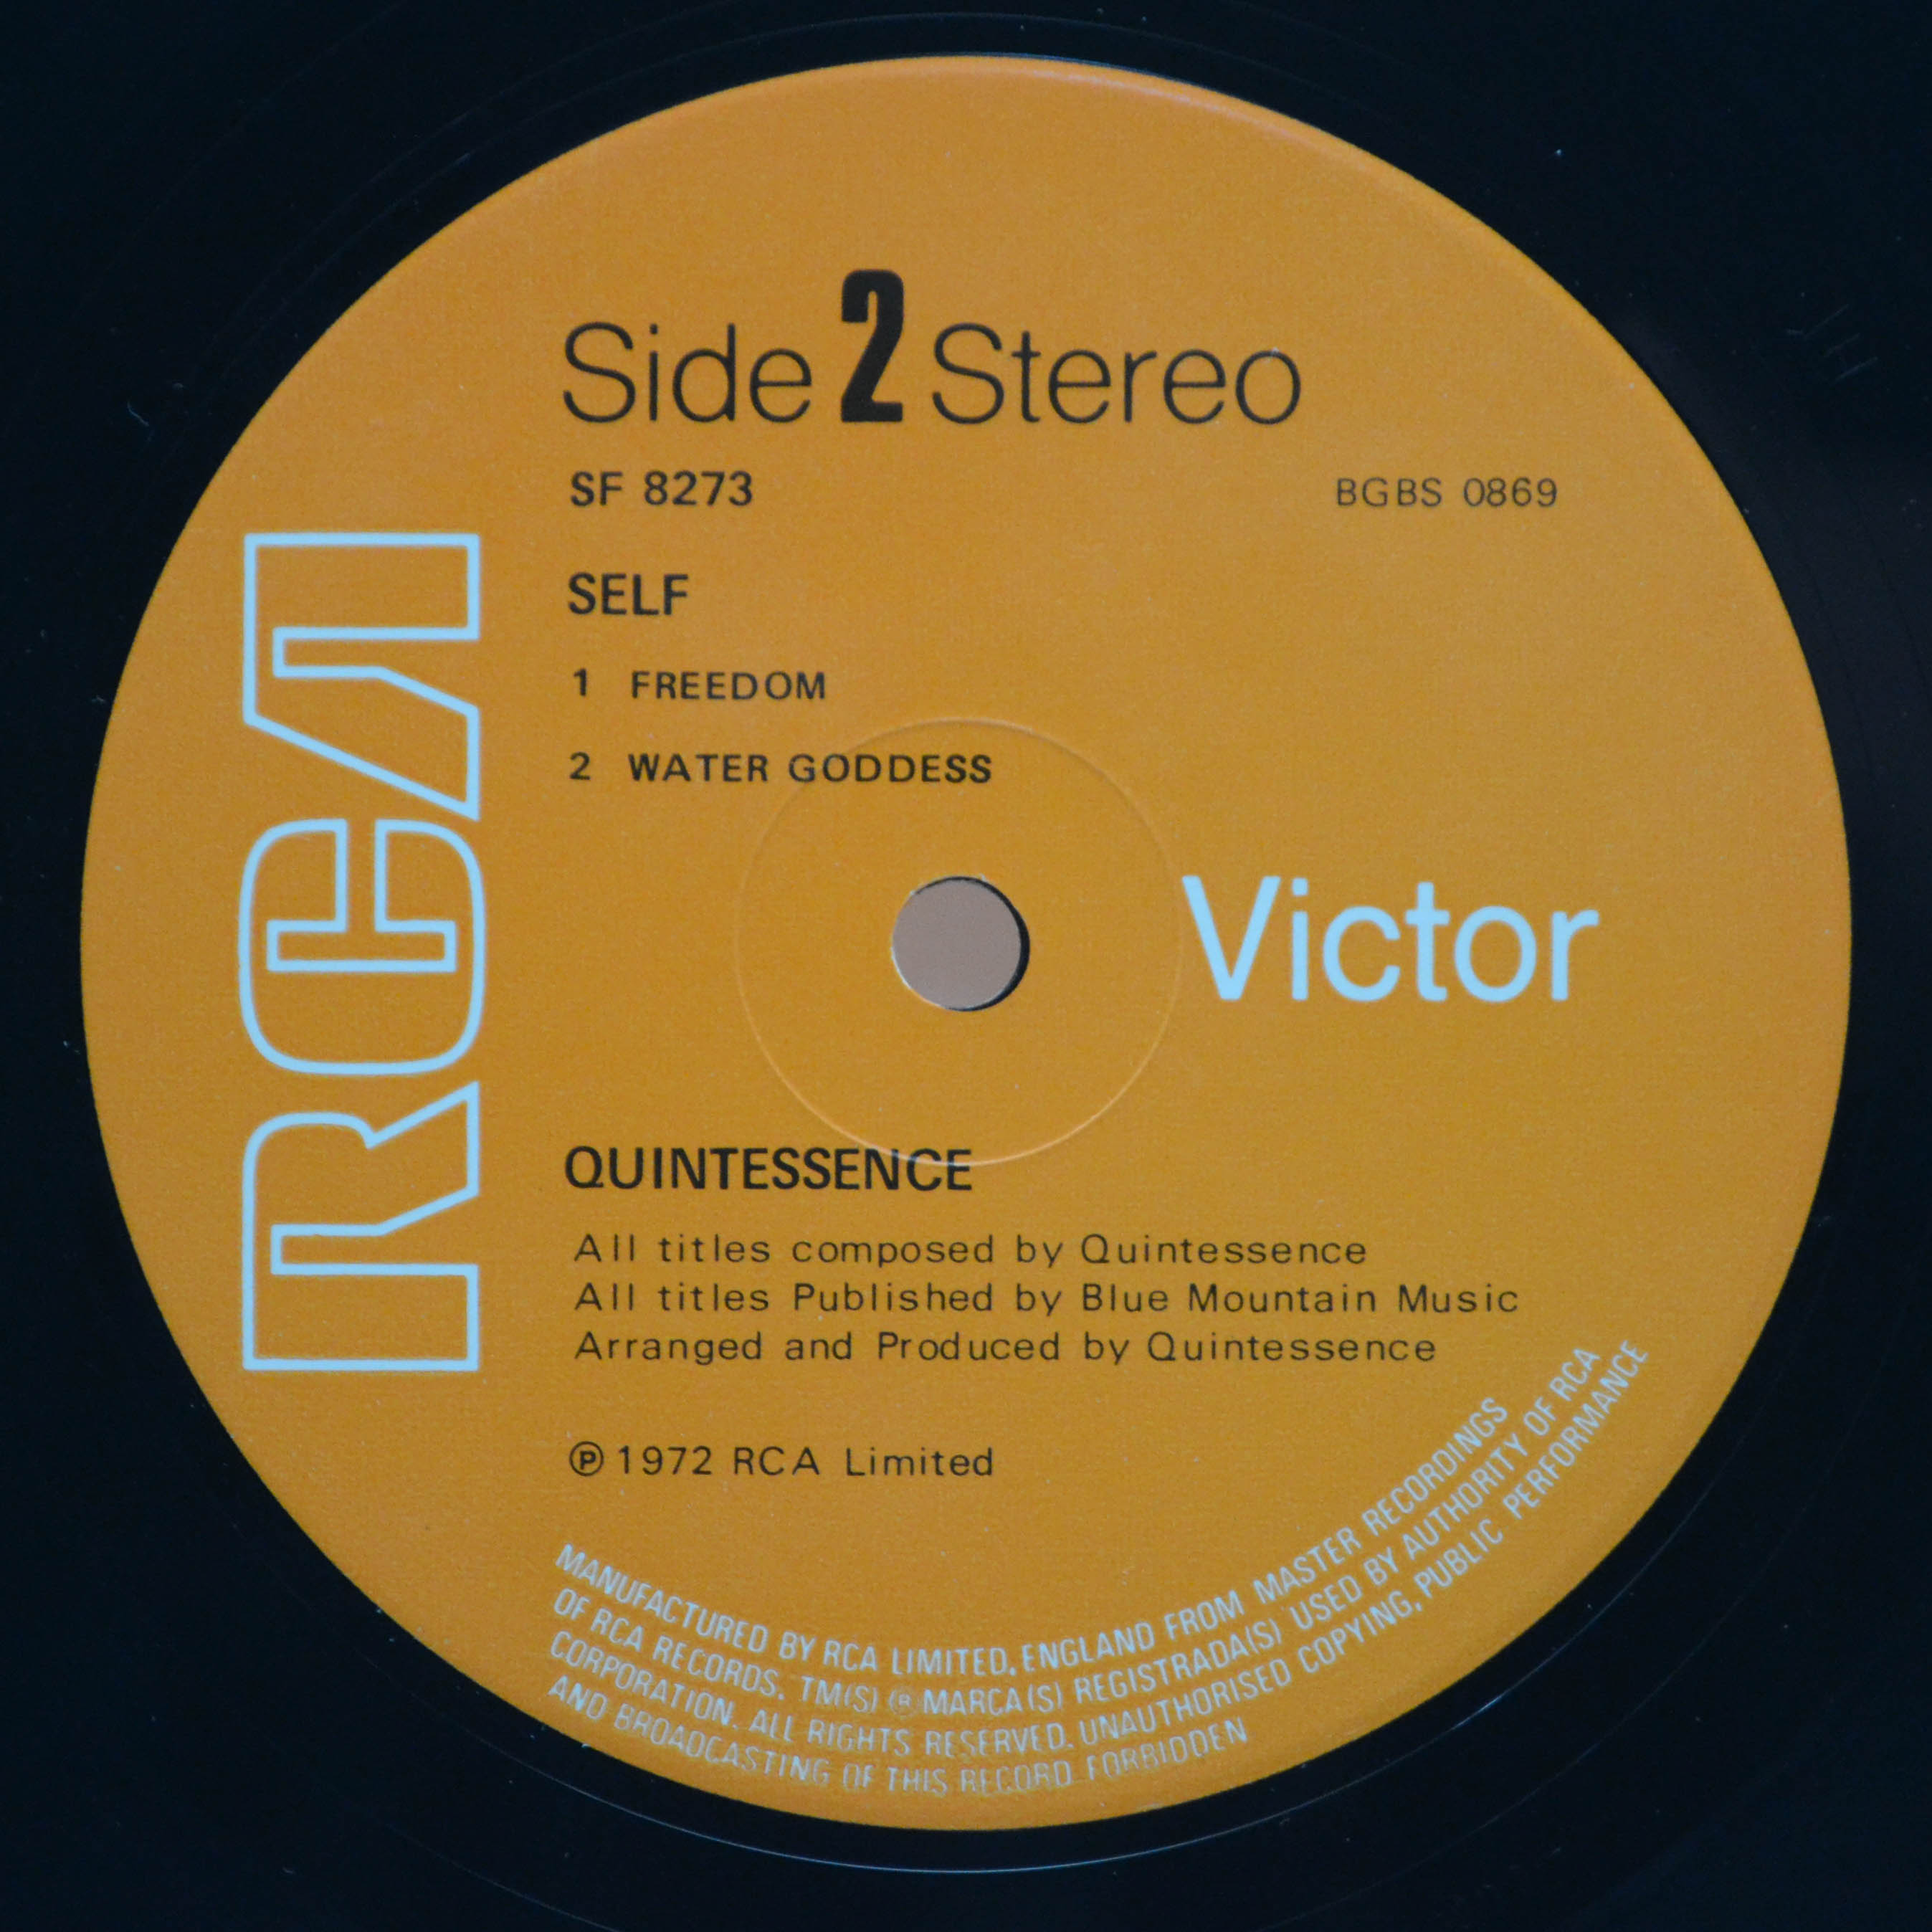 Side 2 Stereo
SF 8273
BGBS 0869
SELF
1 FREEDOM
2 WATER GODDESS
RCA
Victor
QUINTESSENCE
All titles composed by Quintessence
All titles Published by Blue Mountain Music
Arranged and Produced by Quintessence
℗ 1972 RCA Limited
MANUFACTURED BY RCA LIMITED, ENGLAND FROM MASTER RECORDINGS
OF RCA RECORDS. TM(S) ® MARCA(S) REGISTRADA(S) USED BY AUTHORITY OF RCA
CORPORATION. ALL RIGHTS RESERVED. UNAUTHORISED COPYING, PUBLIC PERFORMANCE
AND BROADCASTING OF THIS RECORD FORBIDDEN